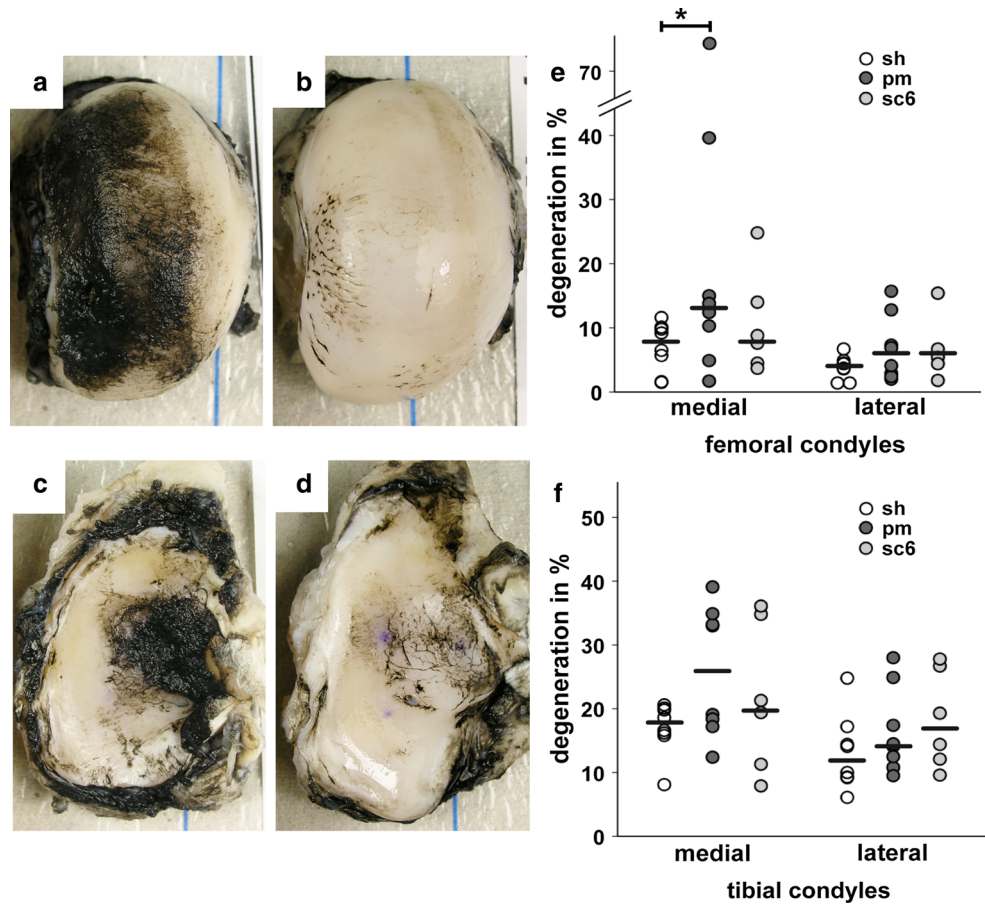 a
b
c
d
e
*
degeneration in %
70
40
30
20
10
0
sh
pm
sc6
medial lateral
femoral condyles
f
degeneration in %
50
40
30
20
10
0
sh
pm
sc6
medial lateral
tibial condyles